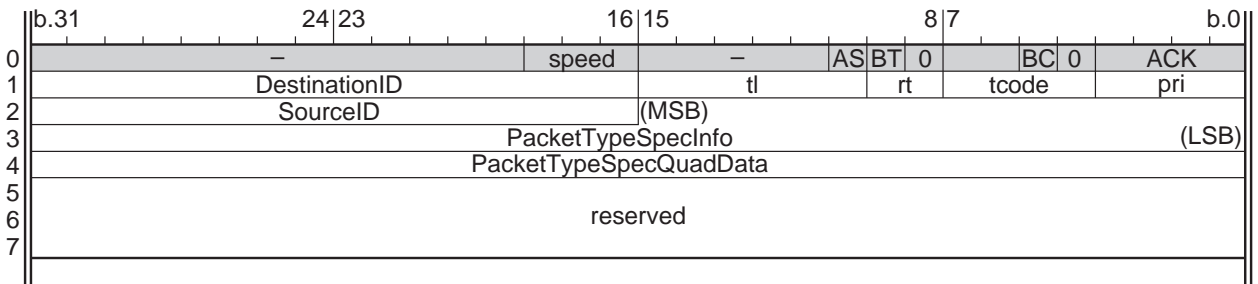 b.31 24 23 16 15 8 7 b.0
0 – speed – AS BT 0 BC 0 ACK
1 DestinationID tl rt tcode pri
2 SourceID (MSB)
3 PacketTypeSpecInfo (LSB)
4 PacketTypeSpecQuadData
5
6 reserved
7